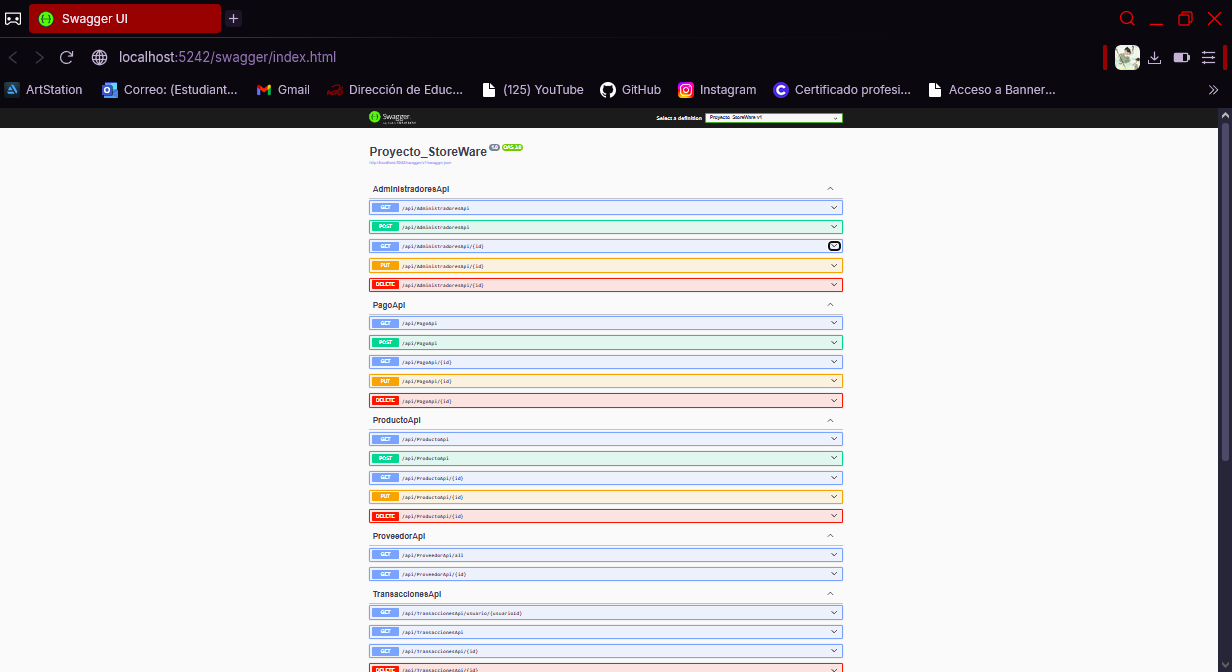 Swagger UI
localhost:5242/swagger/index.html
ArtStation
Correo: (Estudiant...
Gmail
Dirección de Educ...
(125) YouTube
GitHub
Instagram
Certificado profesi...
Acceso a Banner...
Swagger
Select a definition
Proyecto_StoreWare v1
Proyecto_StoreWare 1.0 OAS 3.0
http://localhost:5242/swagger/v1/swagger.json
AdministradoresApi
GET /api/AdministradoresApi
POST /api/AdministradoresApi
GET /api/AdministradoresApi/{id}
PUT /api/AdministradoresApi/{id}
DELETE /api/AdministradoresApi/{id}
PagoApi
GET /api/PagoApi
POST /api/PagoApi
GET /api/PagoApi/{id}
PUT /api/PagoApi/{id}
DELETE /api/PagoApi/{id}
ProductoApi
GET /api/ProductoApi
POST /api/ProductoApi
GET /api/ProductoApi/{id}
PUT /api/ProductoApi/{id}
DELETE /api/ProductoApi/{id}
ProveedorApi
GET /api/ProveedorApi/all
GET /api/ProveedorApi/{id}
TransaccionesApi
GET /api/TransaccionesApi/usuario/{usuarioId}
GET /api/TransaccionesApi
GET /api/TransaccionesApi/{id}
DELETE /api/TransaccionesApi/{id}